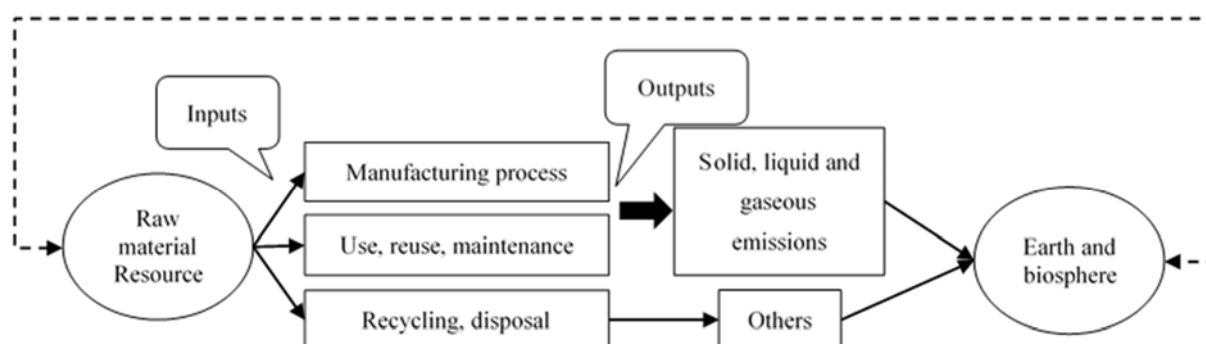 Inputs
Outputs
Raw
material
Resource
Manufacturing process
Use, reuse, maintenance
Recycling, disposal
Solid, liquid and
gaseous
emissions
Others
Earth and
biosphere